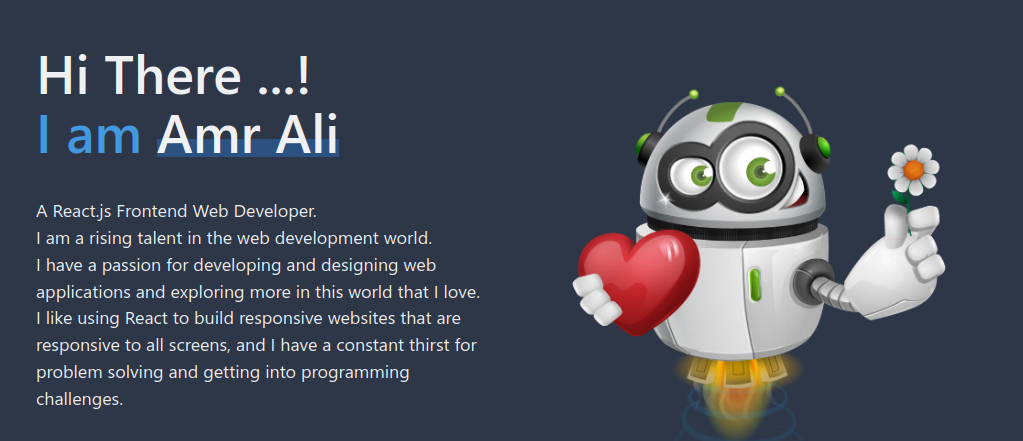 Hi There ...!
I am Amr Ali
A React.js Frontend Web Developer.
I am a rising talent in the web development world.
I have a passion for developing and designing web
applications and exploring more in this world that I love.
I like using React to build responsive websites that are
responsive to all screens, and I have a constant thirst for
problem solving and getting into programming
challenges.